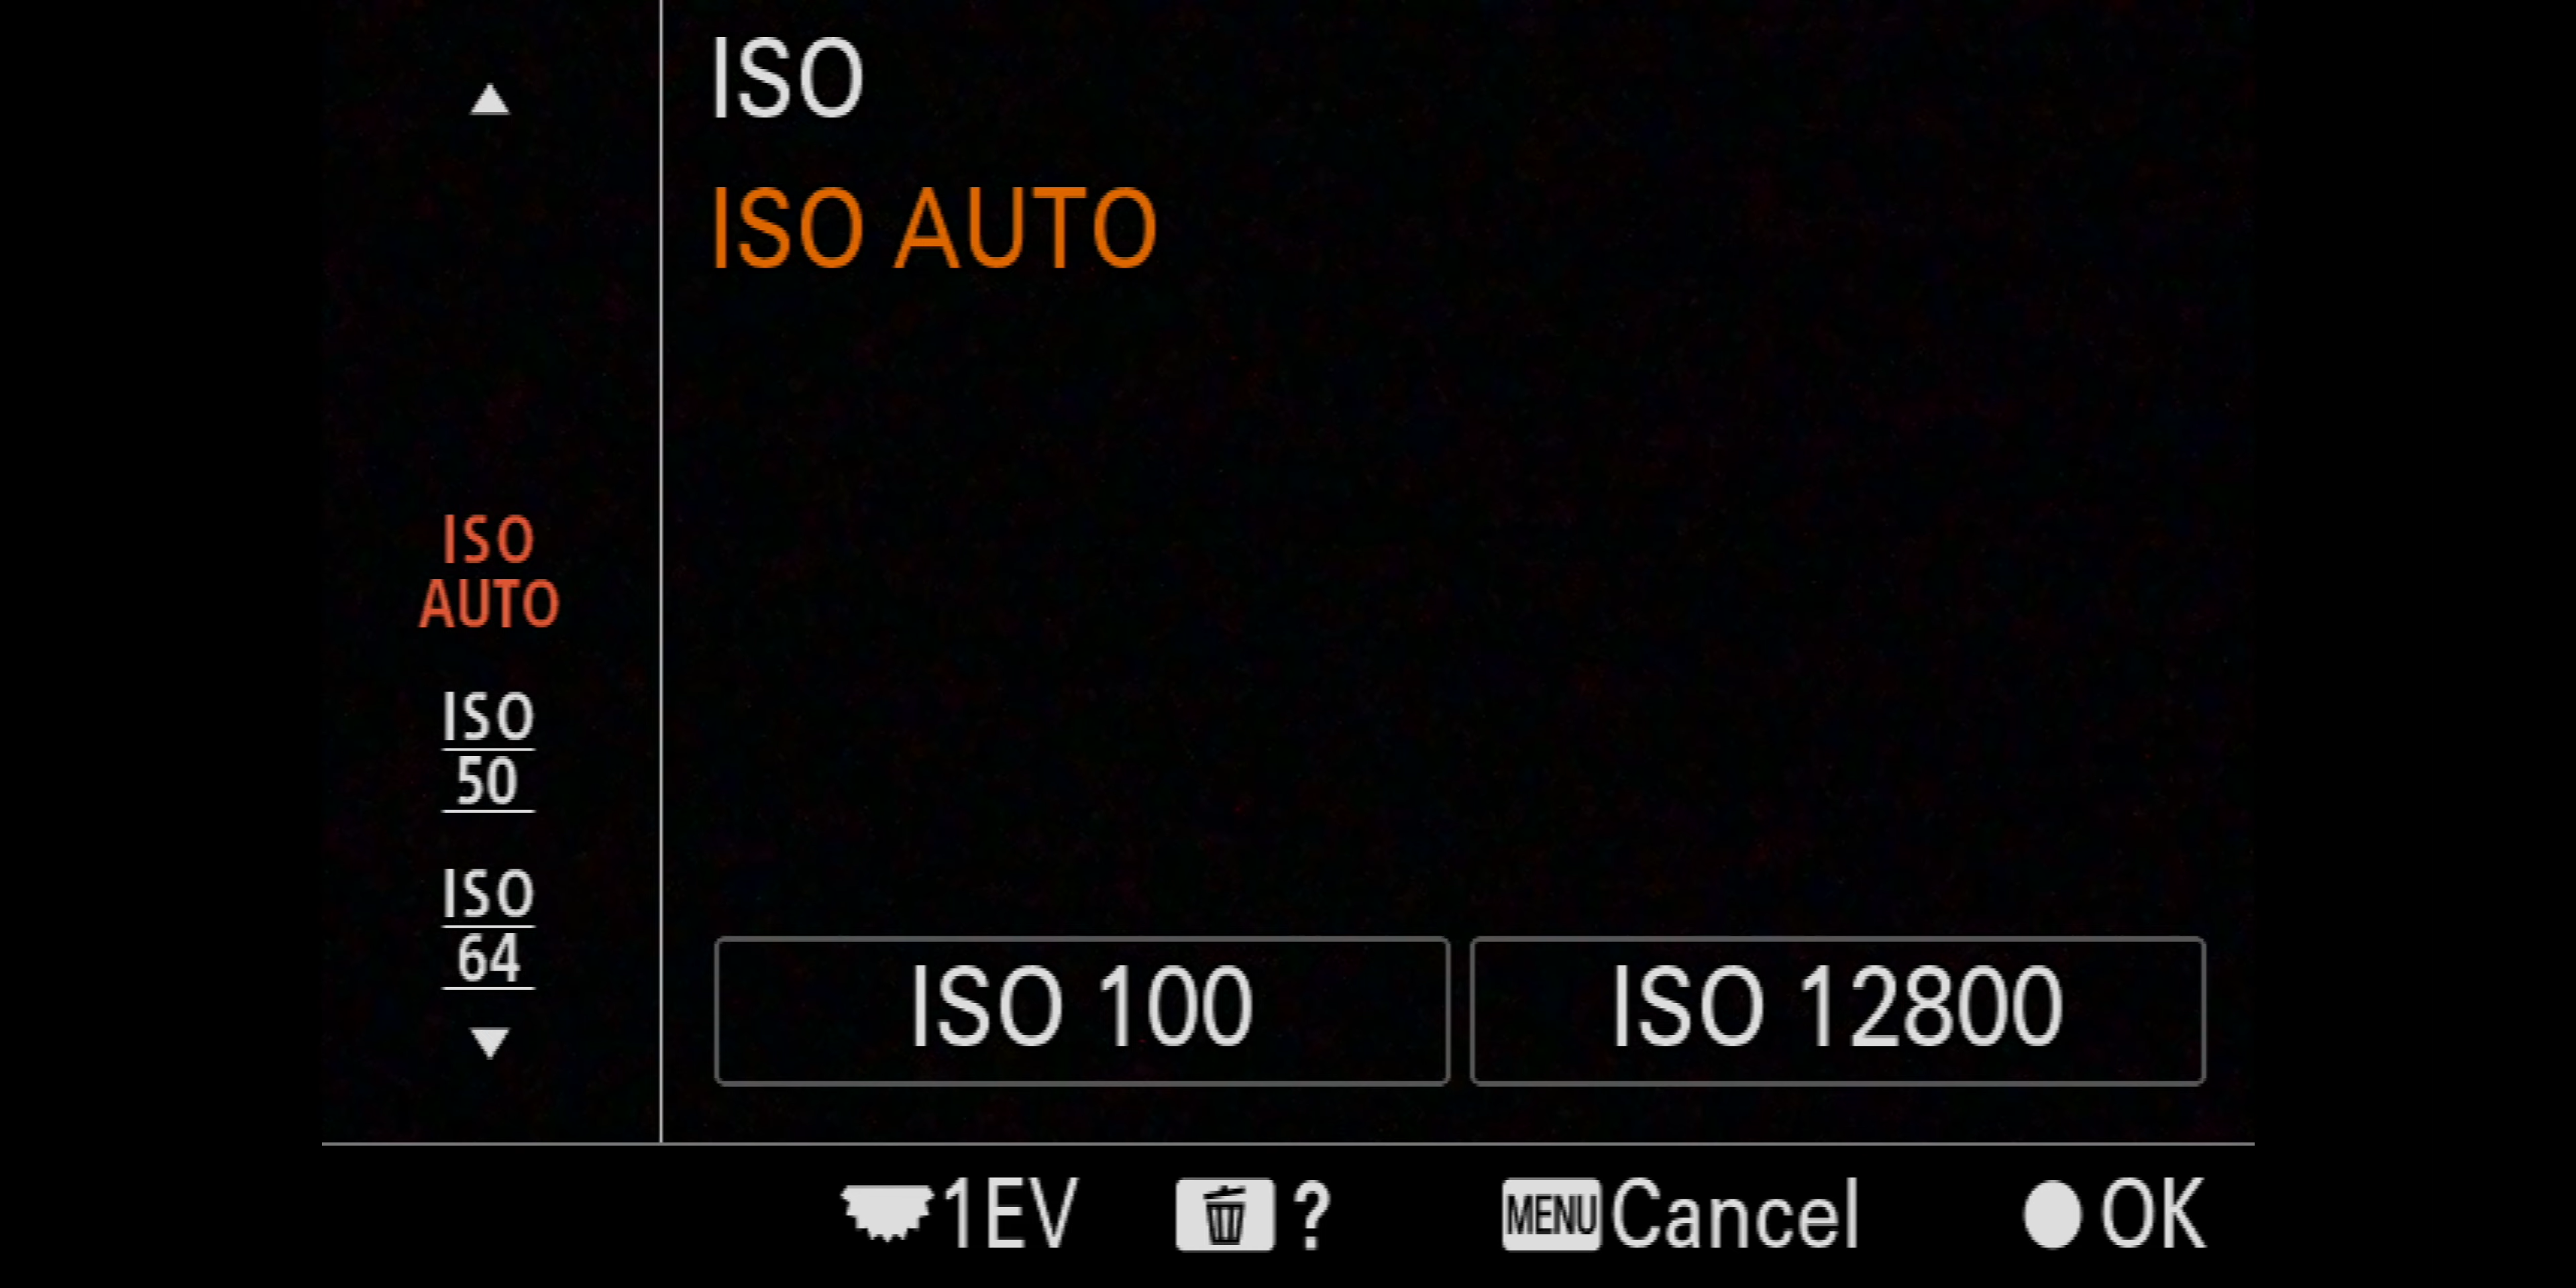 ISO
ISO AUTO
ISO
AUTO
ISO
50
ISO
64
ISO 100
ISO 12800
1EV
?
MENU Cancel
OK